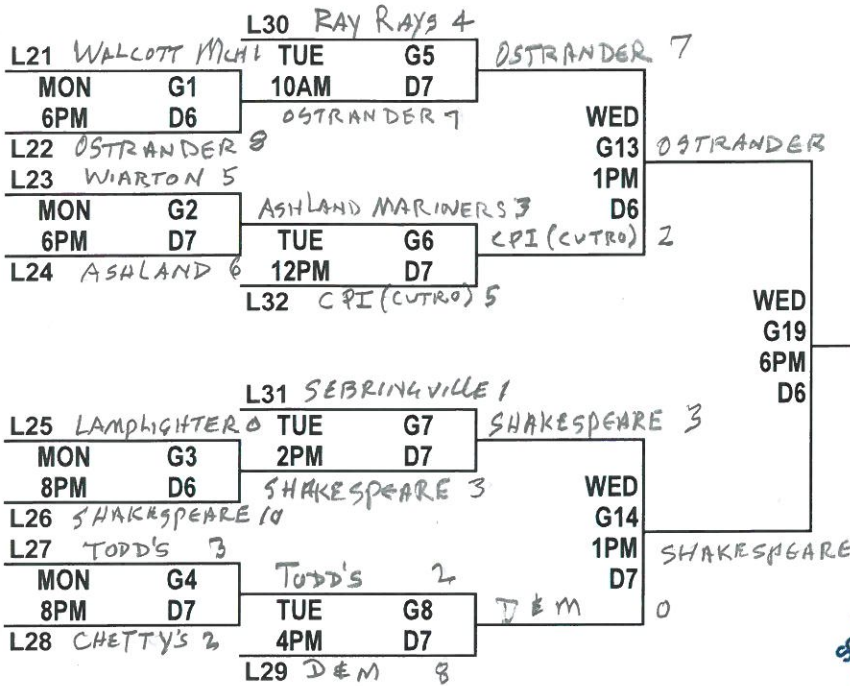 L30 RAY RAYS 4
L21 WALCOTT MCH 1 TUE G5 OSTRANDER 7
MON G1 10AM D7
6PM D6 OSTRANDER 7 WED
L22 OSTRANDER 8 G13 OSTRANDER
L23 WIARTON 5 1PM
MON G2 ASHLAND MARINERS 3 D6
6PM D7 TUE G6 CPI (CUTRO) 2
L24 ASHLAND 6 12PM D7
L32 CPI (CUTRO) 5 WED
G19
6PM
L31 SEBRINGVILLE 1 D6
L25 LAMPLIGHTER 0 TUE G7 SHAKESPEARE 3
MON G3 2PM D7
8PM D6 SHAKESPEARE 3 WED
L26 SHAKESPEARE 10 G14
L27 TODD'S 3 1PM SHAKESPEARE
MON G4 TODD'S 2 D7
8PM D7 TUE G8 D & M 0
L28 CHETTY'S 2 4PM D7
L29 D & M 8